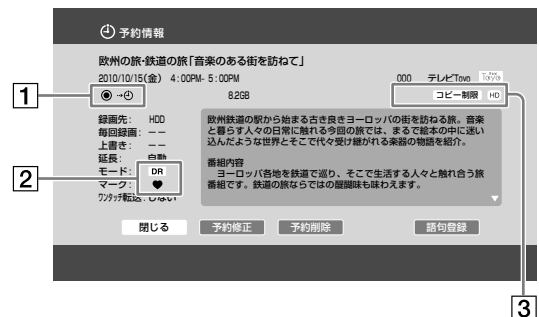 予約情報
欧州の旅・鉄道の旅「音楽のある街を訪ねて」
2010/10/15(金) 4:00PM- 5:00PM 000 テレビTovo
1 → 8.2GB コピー制限 HD
録画先: HDD
毎回録画: −−
上書き: −−
延長: 自動
2 モード: DR
マーク: ♥
ワンタッチ転送: しない
欧州鉄道の駅から始まる古き良きヨーロッパの街を訪ねる旅。音楽
と暮らす人々の日常に触れる今回の旅では、まるで絵本の中に迷い
込んだような世界とそこで代々受け継がれる楽器の物語を紹介。
番組内容
ヨーロッパ各地を鉄道で巡り、そこで生活する人々と触れ合う旅
番組です。鉄道の旅ならではの醍醐味も味わえます。
閉じる 予約修正 予約削除 語句登録
3